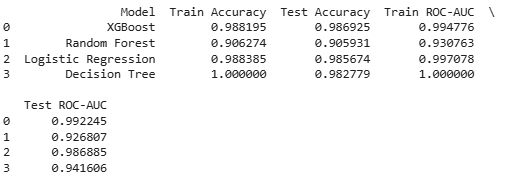 Model Train Accuracy Test Accuracy Train ROC-AUC \
0 XGBoost 0.988195 0.986925 0.994776
1 Random Forest 0.906274 0.905931 0.930763
2 Logistic Regression 0.988385 0.985674 0.997078
3 Decision Tree 1.000000 0.982779 1.000000
Test ROC-AUC
0 0.992245
1 0.926807
2 0.986885
3 0.941606